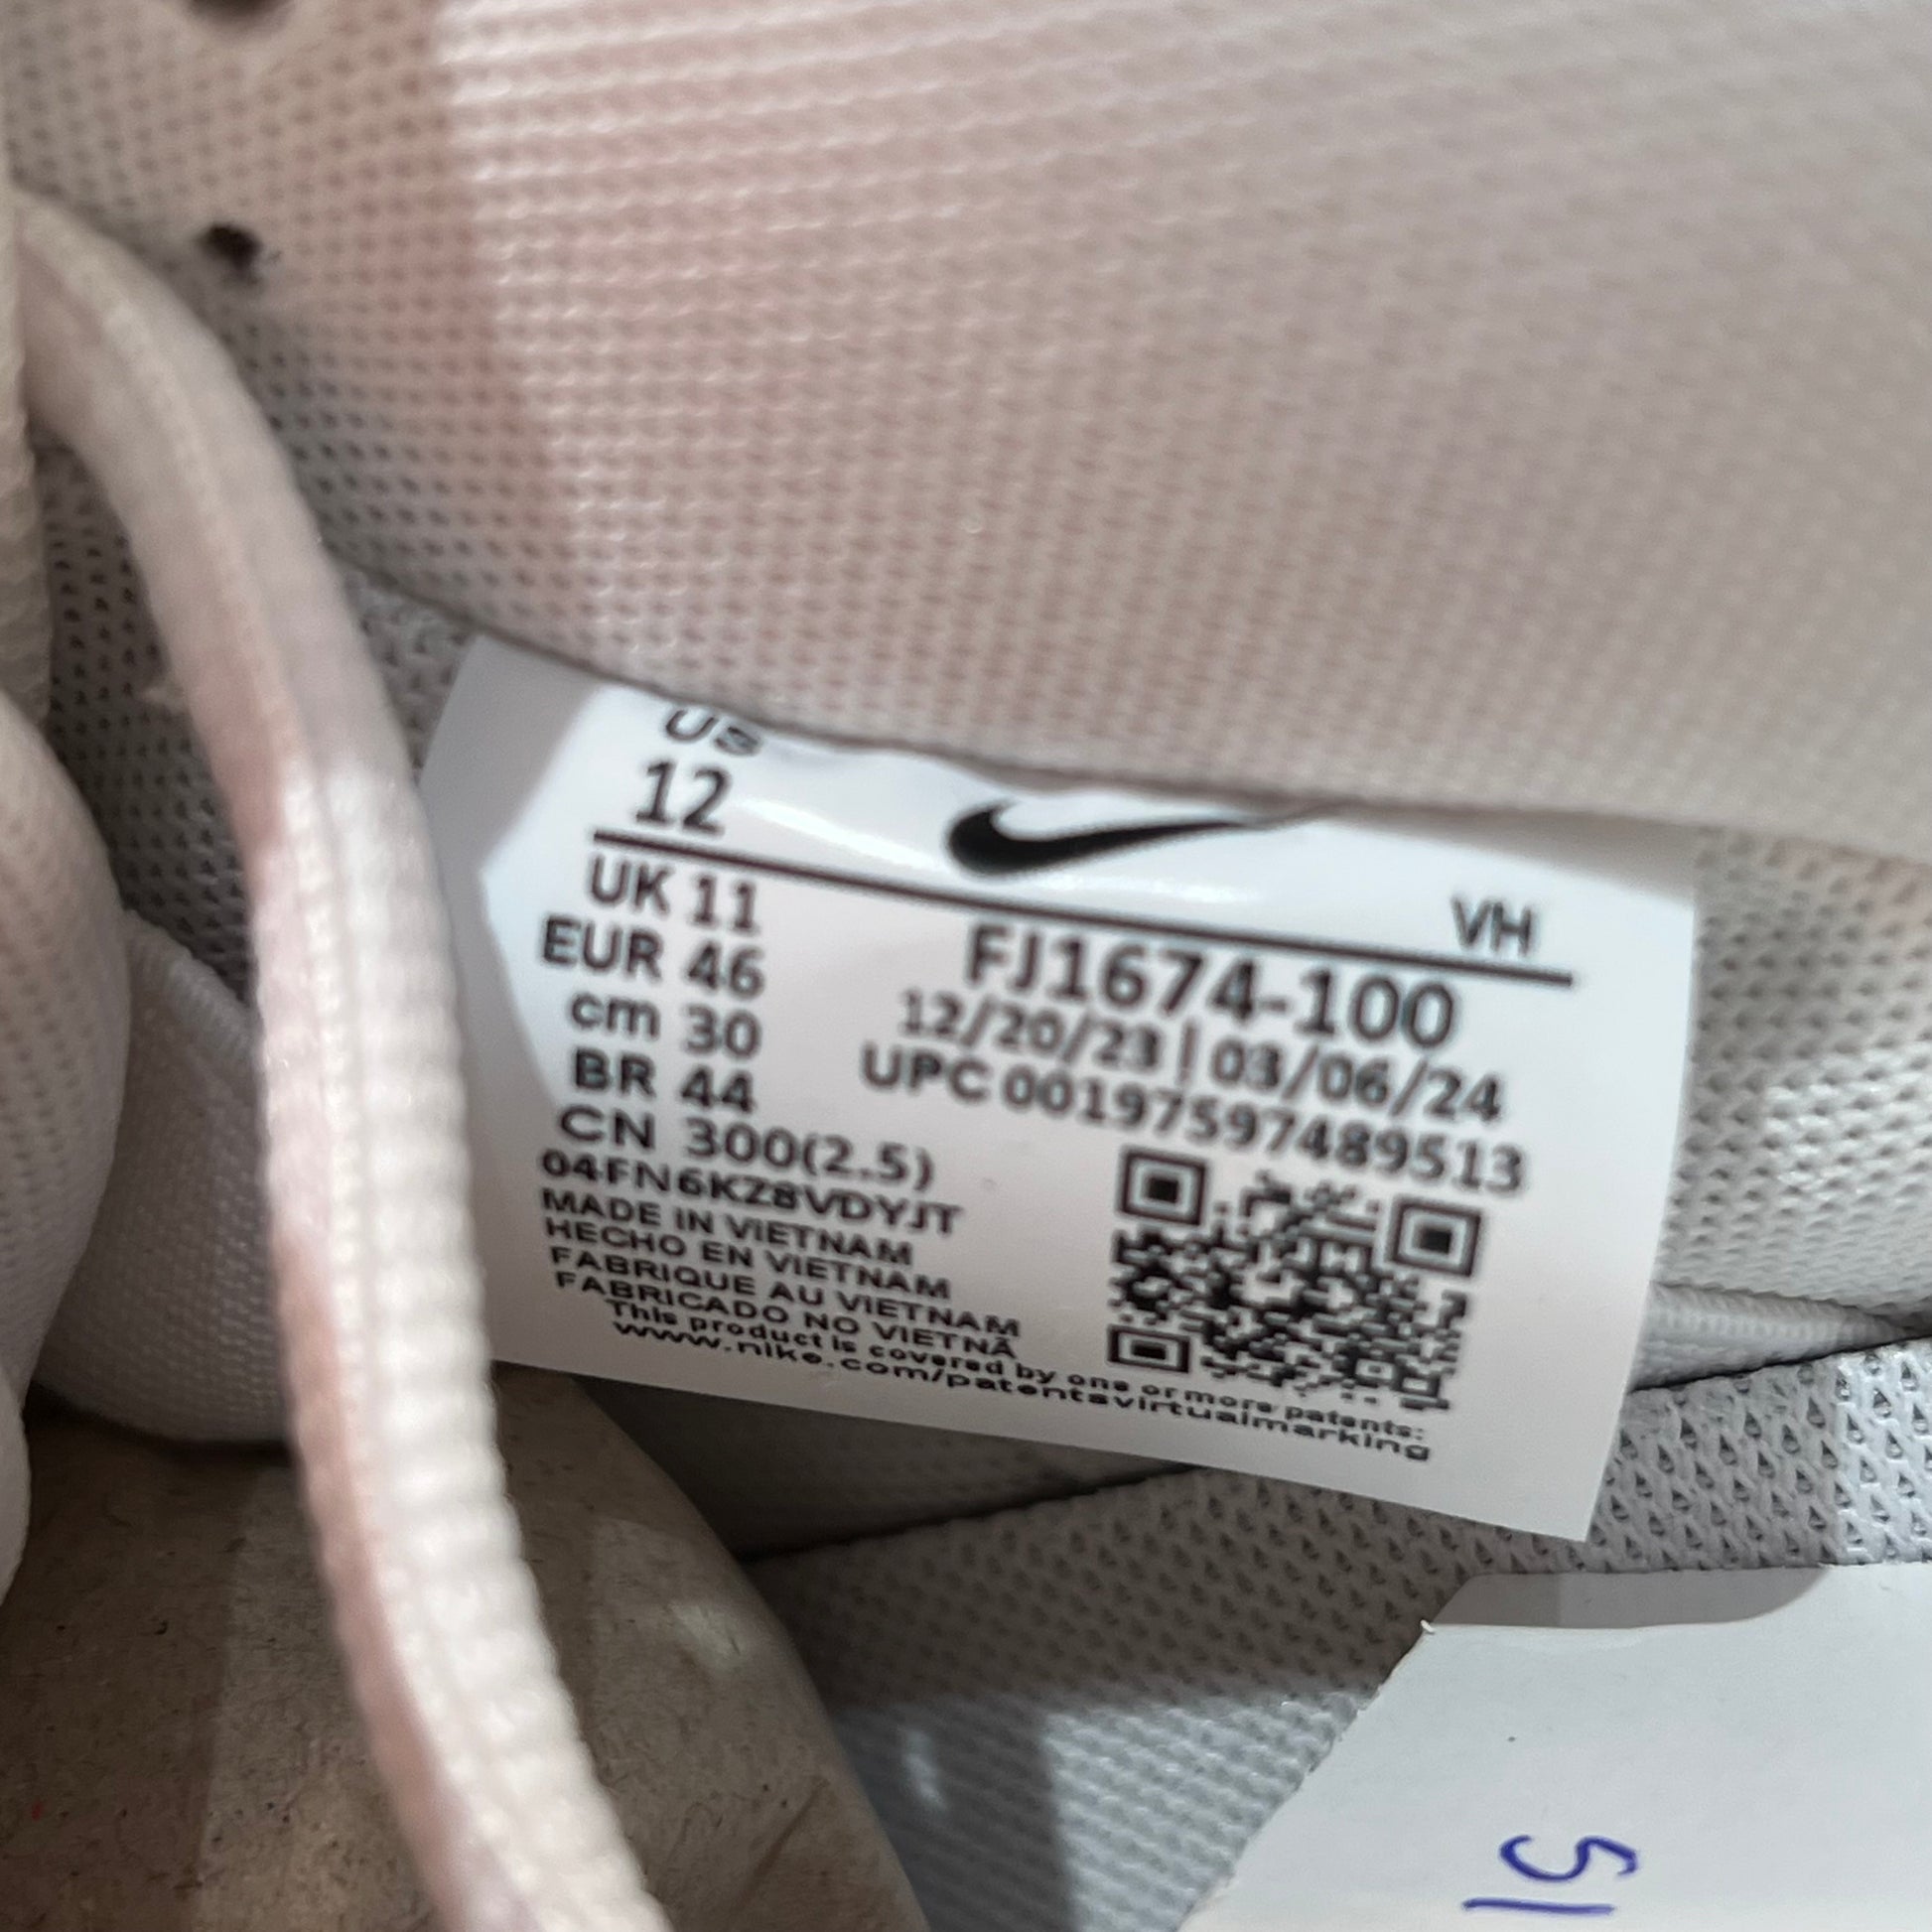 US
12
VH
UK 11
EUR 46
cm 30
BR 44
CN 300(2.5)
FJ1674-100
12/20/23 | 03/06/24
UPC 00197597489513
04FN6KZ8VDYJT
MADE IN VIETNAM
HECHO EN VIETNAM
FABRIQUE AU VIETNAM
FABRICADO NO VIETNÃ
This product is covered by one or more patents:
www.nike.com/patentsvirtualmarking